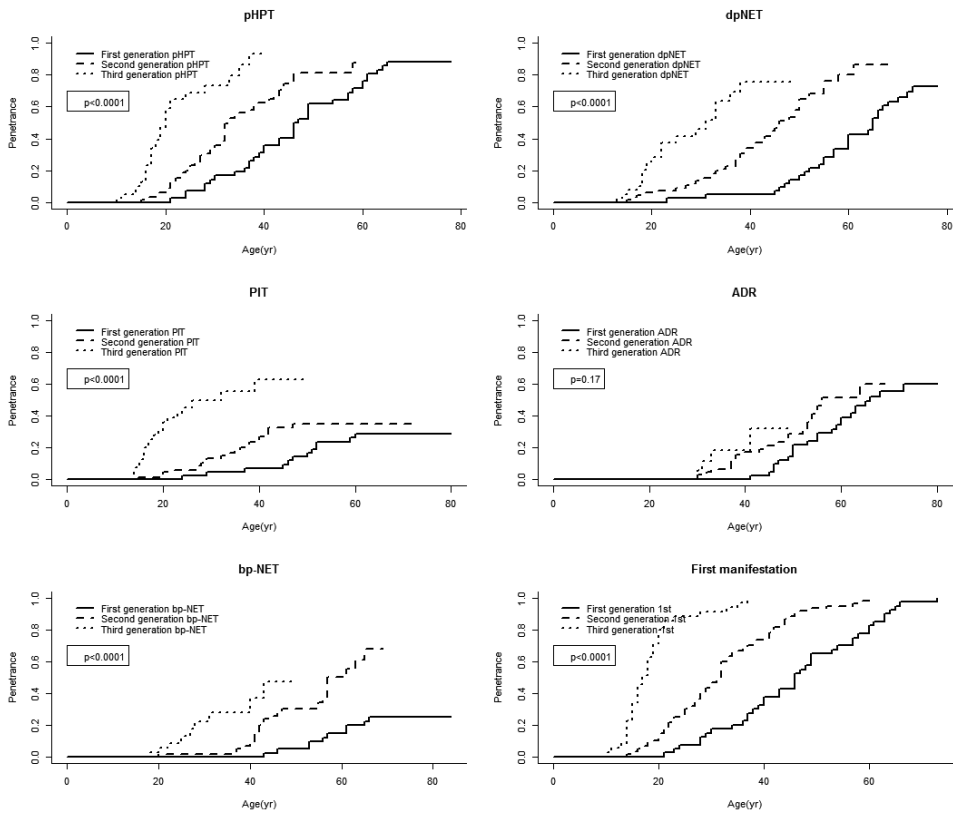 pHPT
First generation pHPT
Second generation pHPT
Third generation pHPT
p<0.0001
Penetrance
0.0 0.2 0.4 0.6 0.8 1.0
0 20 40 60 80
Age(yr)
dpNET
First generation dpNET
Second generation dpNET
Third generation dpNET
p<0.0001
Penetrance
0.0 0.2 0.4 0.6 0.8 1.0
0 20 40 60 80
Age(yr)
PIT
First generation PIT
Second generation PIT
Third generation PIT
p<0.0001
Penetrance
0.0 0.2 0.4 0.6 0.8 1.0
0 20 40 60 80
Age(yr)
ADR
First generation ADR
Second generation ADR
Third generation ADR
p=0.17
Penetrance
0.0 0.2 0.4 0.6 0.8 1.0
0 20 40 60 80
Age(yr)
bp-NET
First generation bp-NET
Second generation bp-NET
Third generation bp-NET
p<0.0001
Penetrance
0.0 0.2 0.4 0.6 0.8 1.0
0 20 40 60 80
Age(yr)
First manifestation
First generation 1st
Second generation 1st
Third generation 1st
p<0.0001
Penetrance
0.0 0.2 0.4 0.6 0.8 1.0
0 20 40 60
Age(yr)